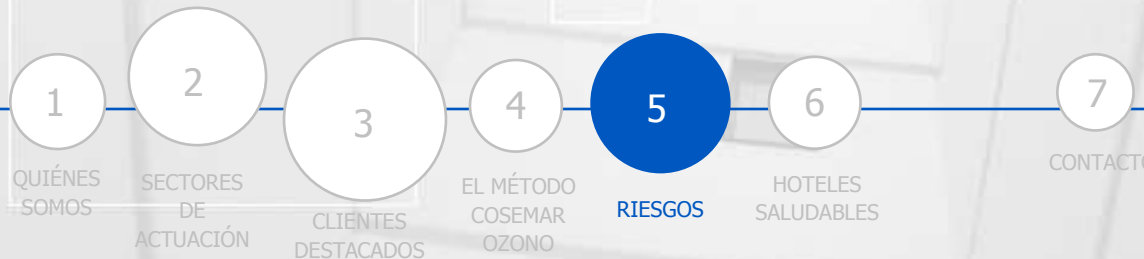 1
QUIÉNES
SOMOS
2
SECTORES
DE
ACTUACIÓN
3
CLIENTES
DESTACADOS
4
EL MÉTODO
COSEMAR
OZONO
5
RIESGOS
6
HOTELES
SALUDABLES
7
CONTACTO